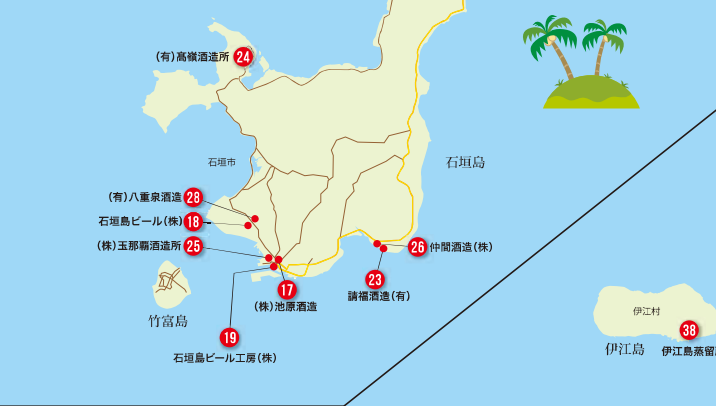 (有)髙嶺酒造所 24
石垣市
石垣島
(有)八重泉酒造 28
石垣島ビール(株) 18
(株)玉那覇酒造所 25
26 仲間酒造(株)
23
請福酒造(有)
17
(株)池原酒造
竹富島
19
石垣島ビール工房(株)
伊江村
38
伊江島
伊江島蒸留